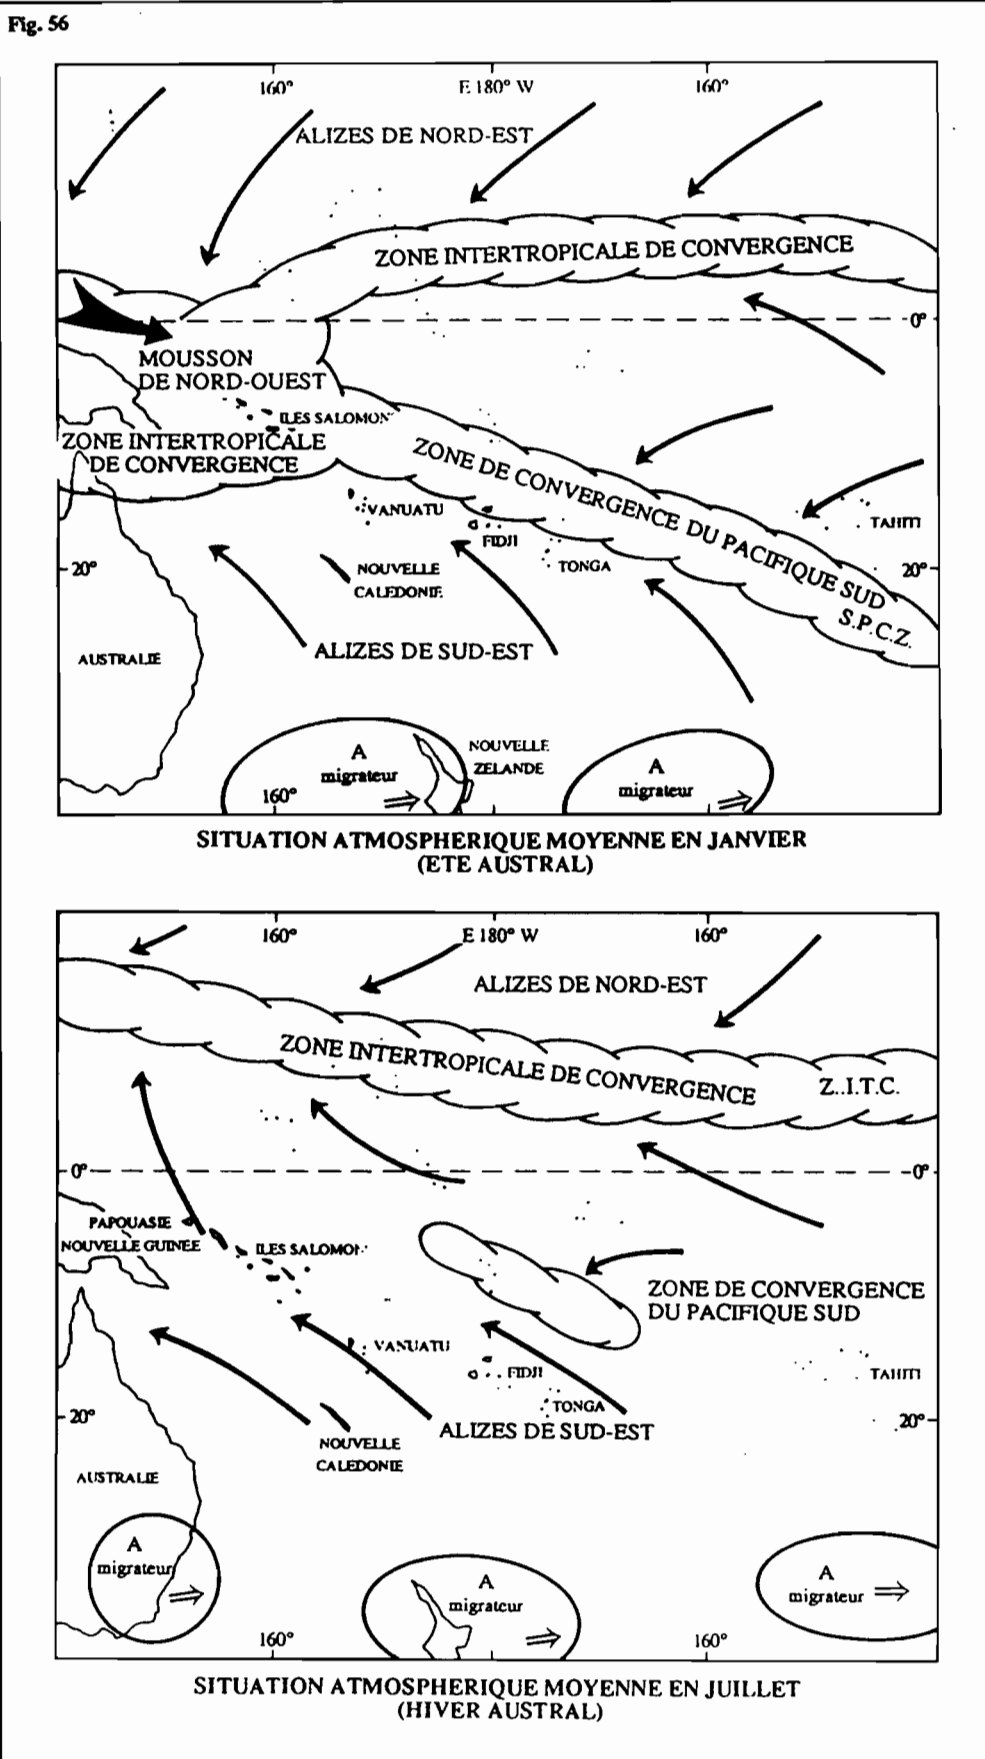 Fig. 56
160°
E 180° W
160°
ALIZES DE NORD-EST
ZONE INTERTROPICALE DE CONVERGENCE
0°
MOUSSON
DE NORD-OUEST
ILES SALOMON
ZONE INTERTROPICALE
DE CONVERGENCE
ZONE DE CONVERGENCE DU PACIFIQUE SUD
S.P.C.Z.
VANUATU
FIDJI
TAHITI
20°
NOUVELLE
CALEDONIE
TONGA
20°
ALIZES DE SUD-EST
AUSTRALIE
A
migrateur
NOUVELLE
ZELANDE
A
migrateur
160°
SITUATION ATMOSPHERIQUE MOYENNE EN JANVIER
(ETE AUSTRAL)
160°
E 180° W
160°
ALIZES DE NORD-EST
ZONE INTERTROPICALE DE CONVERGENCE
Z..I.T.C.
0°
0°
PAPOUASIE
NOUVELLE GUINÉE
ILES SALOMON
ZONE DE CONVERGENCE
DU PACIFIQUE SUD
VANUATU
FIDJI
TAHITI
TONGA
20°
20°
ALIZES DE SUD-EST
NOUVELLE
CALEDONIE
AUSTRALIE
A
migrateur
A
migrateur
A
migrateur
160°
160°
SITUATION ATMOSPHERIQUE MOYENNE EN JUILLET
(HIVER AUSTRAL)